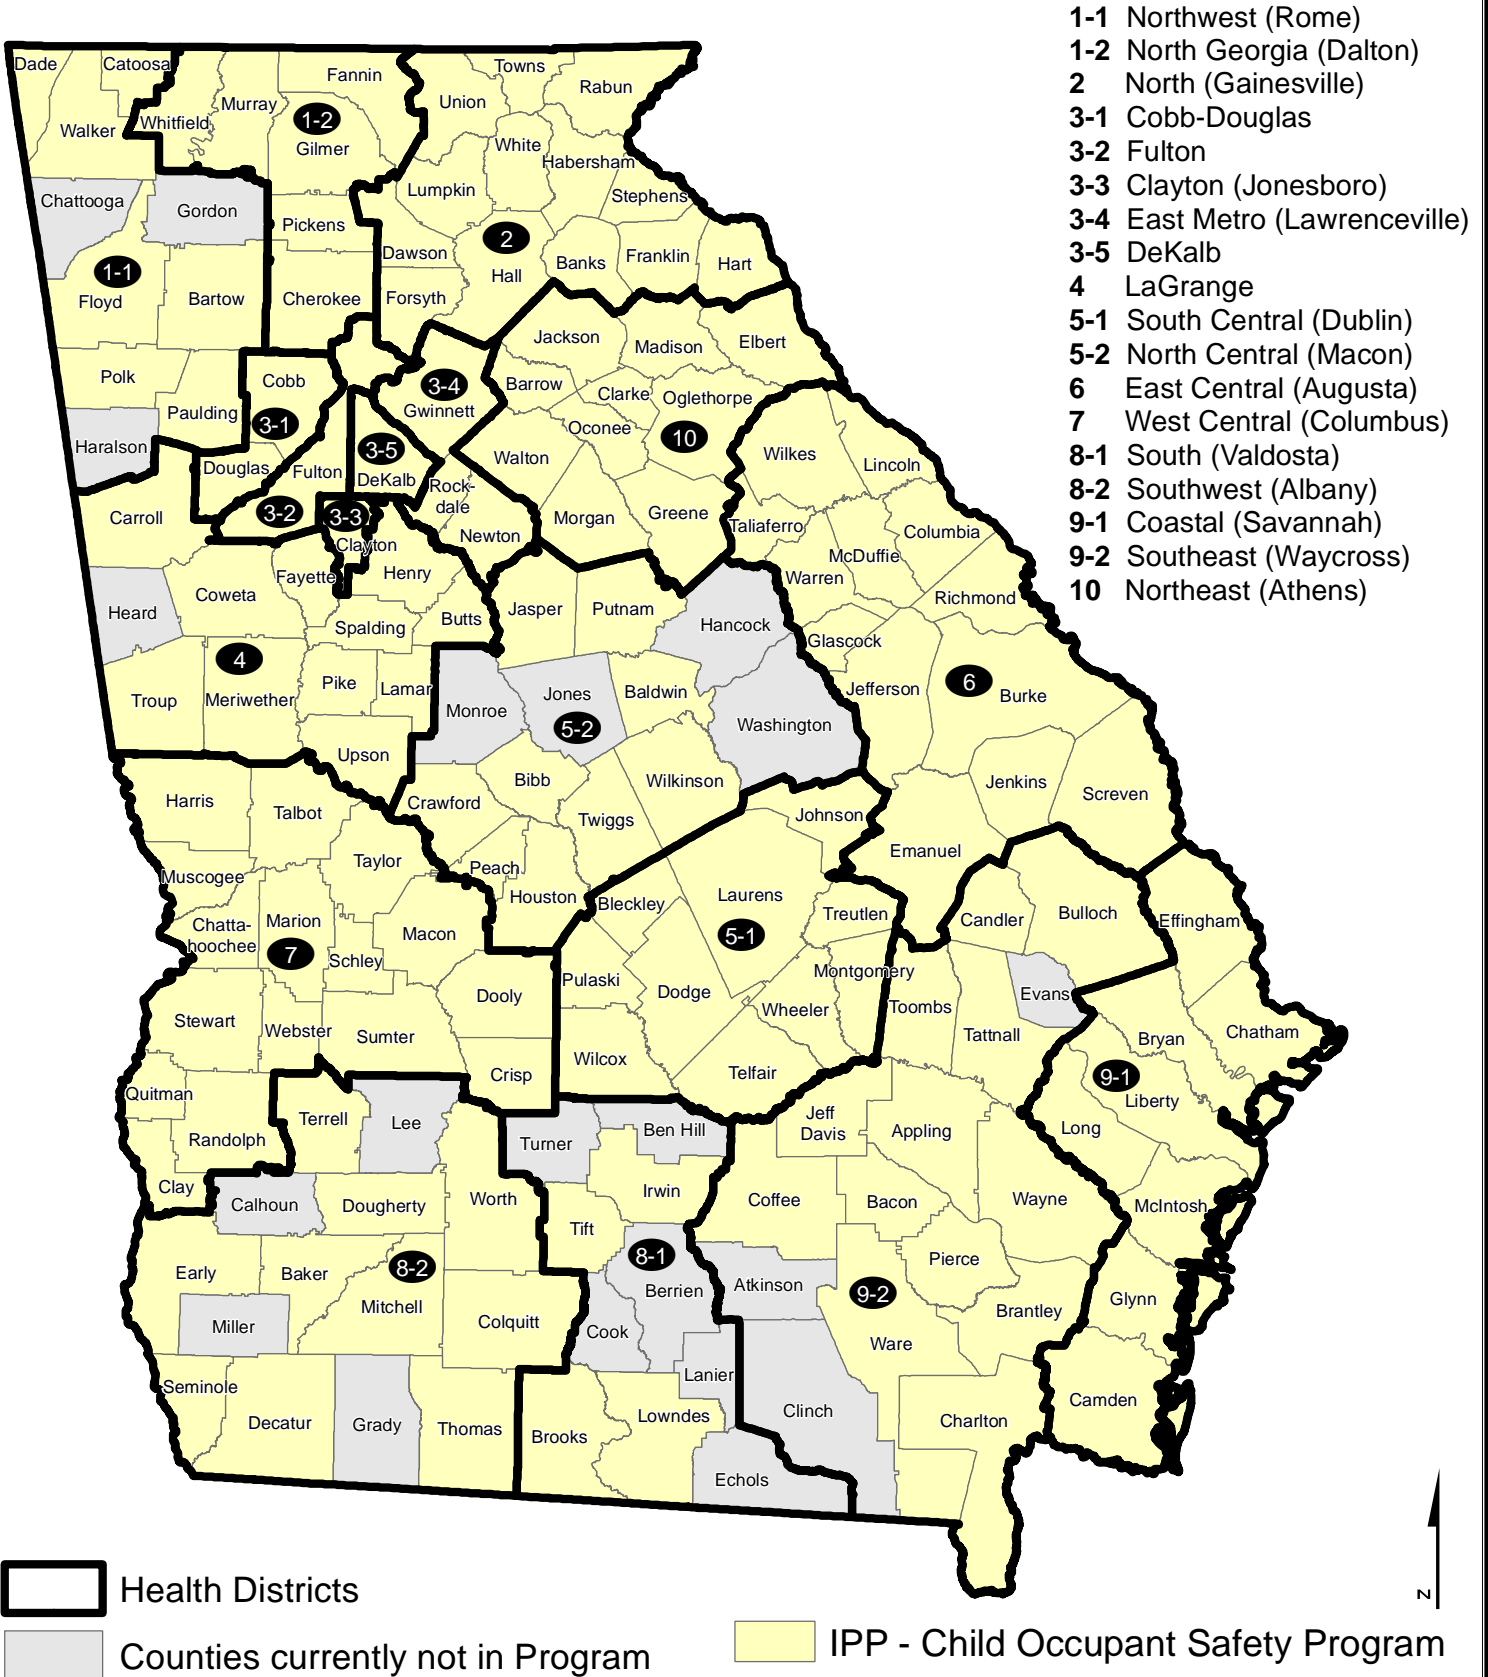 1-1 Northwest (Rome)
1-2 North Georgia (Dalton)
2 North (Gainesville)
3-1 Cobb-Douglas
3-2 Fulton
3-3 Clayton (Jonesboro)
3-4 East Metro (Lawrenceville)
3-5 DeKalb
4 LaGrange
5-1 South Central (Dublin)
5-2 North Central (Macon)
6 East Central (Augusta)
7 West Central (Columbus)
8-1 South (Valdosta)
8-2 Southwest (Albany)
9-1 Coastal (Savannah)
9-2 Southeast (Waycross)
10 Northeast (Athens)
Dade
Catoosa
Fannin
Towns
Rabun
Union
Murray
Walker
Whitfield
1-2
Gilmer
White
Habersham
Lumpkin
Stephens
Chattooga
Gordon
Pickens
2
Dawson
Hall
Banks
Franklin
Hart
1-1
Floyd
Bartow
Cherokee
Forsyth
Jackson
Madison
Elbert
Polk
Cobb
3-4
Gwinnett
Barrow
Clarke
Oglethorpe
Paulding
3-1
Oconee
10
Haralson
3-5
Douglas
Fulton
DeKalb
Walton
Wilkes
Lincoln
Rock-
dale
Carroll
3-2
3-3
Clayton
Newton
Morgan
Greene
Taliaferro
Columbia
McDuffie
Heard
Coweta
Fayette
Henry
Warren
Richmond
Spalding
Butts
Jasper
Putnam
Hancock
Glascock
4
Troup
Meriwether
Pike
Lamar
Monroe
Jones
5-2
Baldwin
Washington
Jefferson
6
Burke
Upson
Harris
Talbot
Crawford
Bibb
Wilkinson
Jenkins
Screven
Twiggs
Johnson
Emanuel
Taylor
Muscogee
Peach
Houston
Bleckley
Laurens
Treutlen
Candler
Bulloch
Effingham
Chatta-
hoochee
Marion
7
Macon
Schley
5-1
Montgomery
Pulaski
Dodge
Wheeler
Toombs
Evans
Tattnall
Dooly
Stewart
Webster
Sumter
Bryan
Chatham
Wilcox
Telfair
Crisp
9-1
Liberty
Quitman
Randolph
Terrell
Lee
Turner
Ben Hill
Jeff
Davis
Appling
Long
Clay
Calhoun
Dougherty
Worth
Irwin
Tift
Coffee
Bacon
Wayne
McIntosh
Early
Baker
8-2
Mitchell
8-1
Berrien
Atkinson
9-2
Pierce
Brantley
Glynn
Miller
Colquitt
Cook
Ware
Seminole
Decatur
Grady
Thomas
Brooks
Lanier
Lowndes
Clinch
Charlton
Camden
Echols
N
Health Districts
Counties currently not in Program
IPP - Child Occupant Safety Program